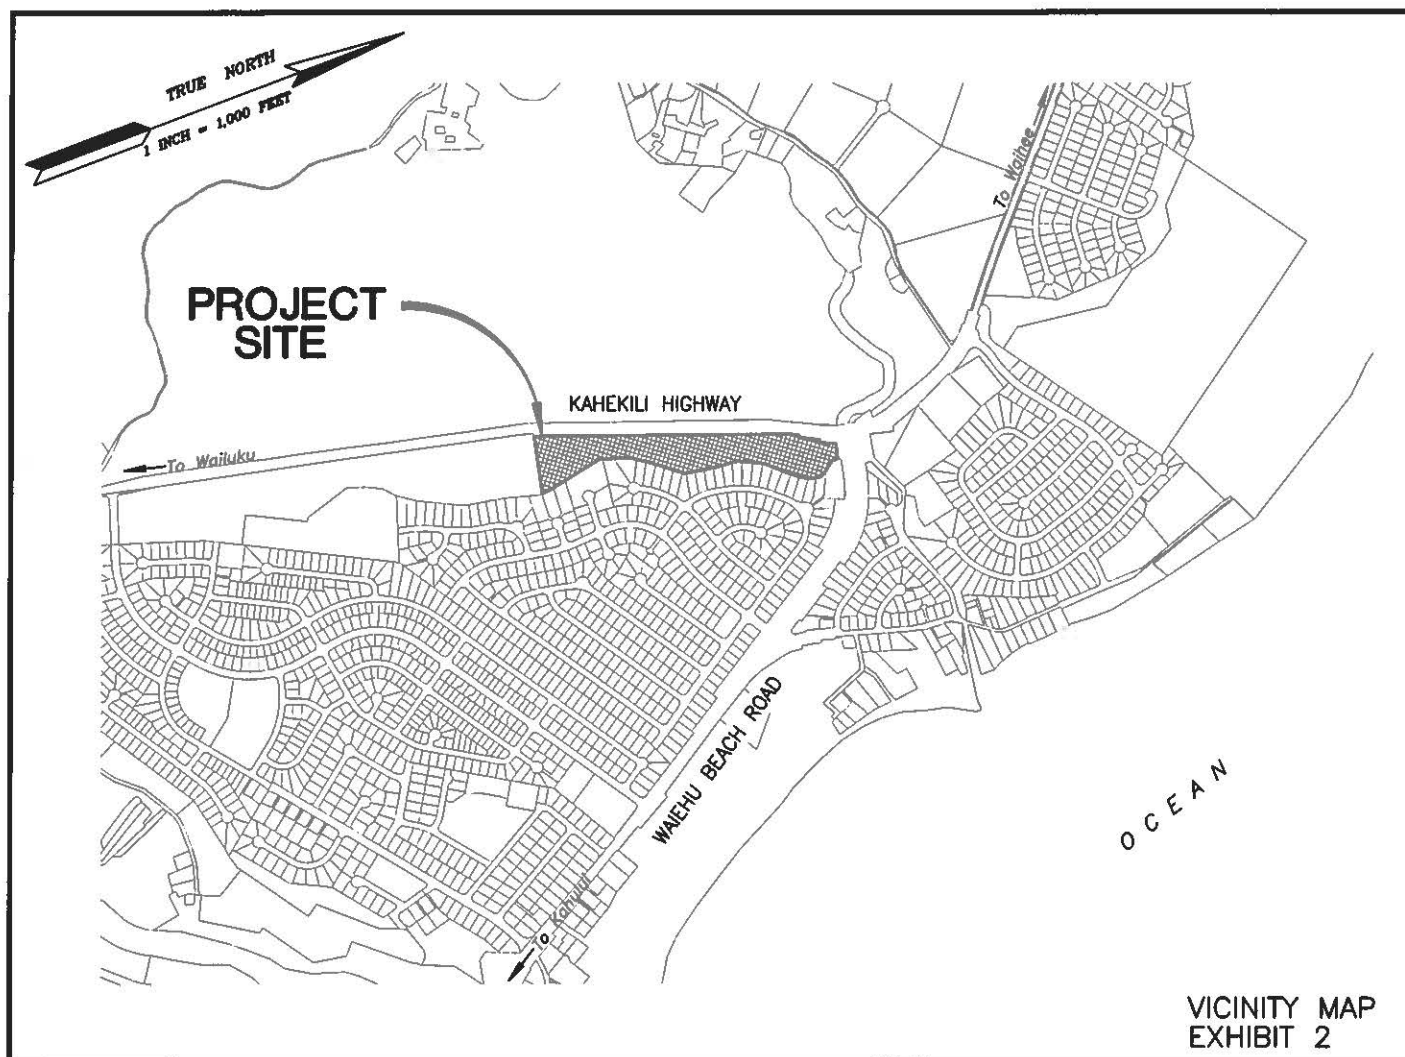 TRUE NORTH
1 INCH = 1,000 FEET
To Waihee
PROJECT
SITE
KAHEKILI HIGHWAY
To Wailuku
WAIEHU BEACH ROAD
OCEAN
To Kahului
VICINITY MAP
EXHIBIT 2